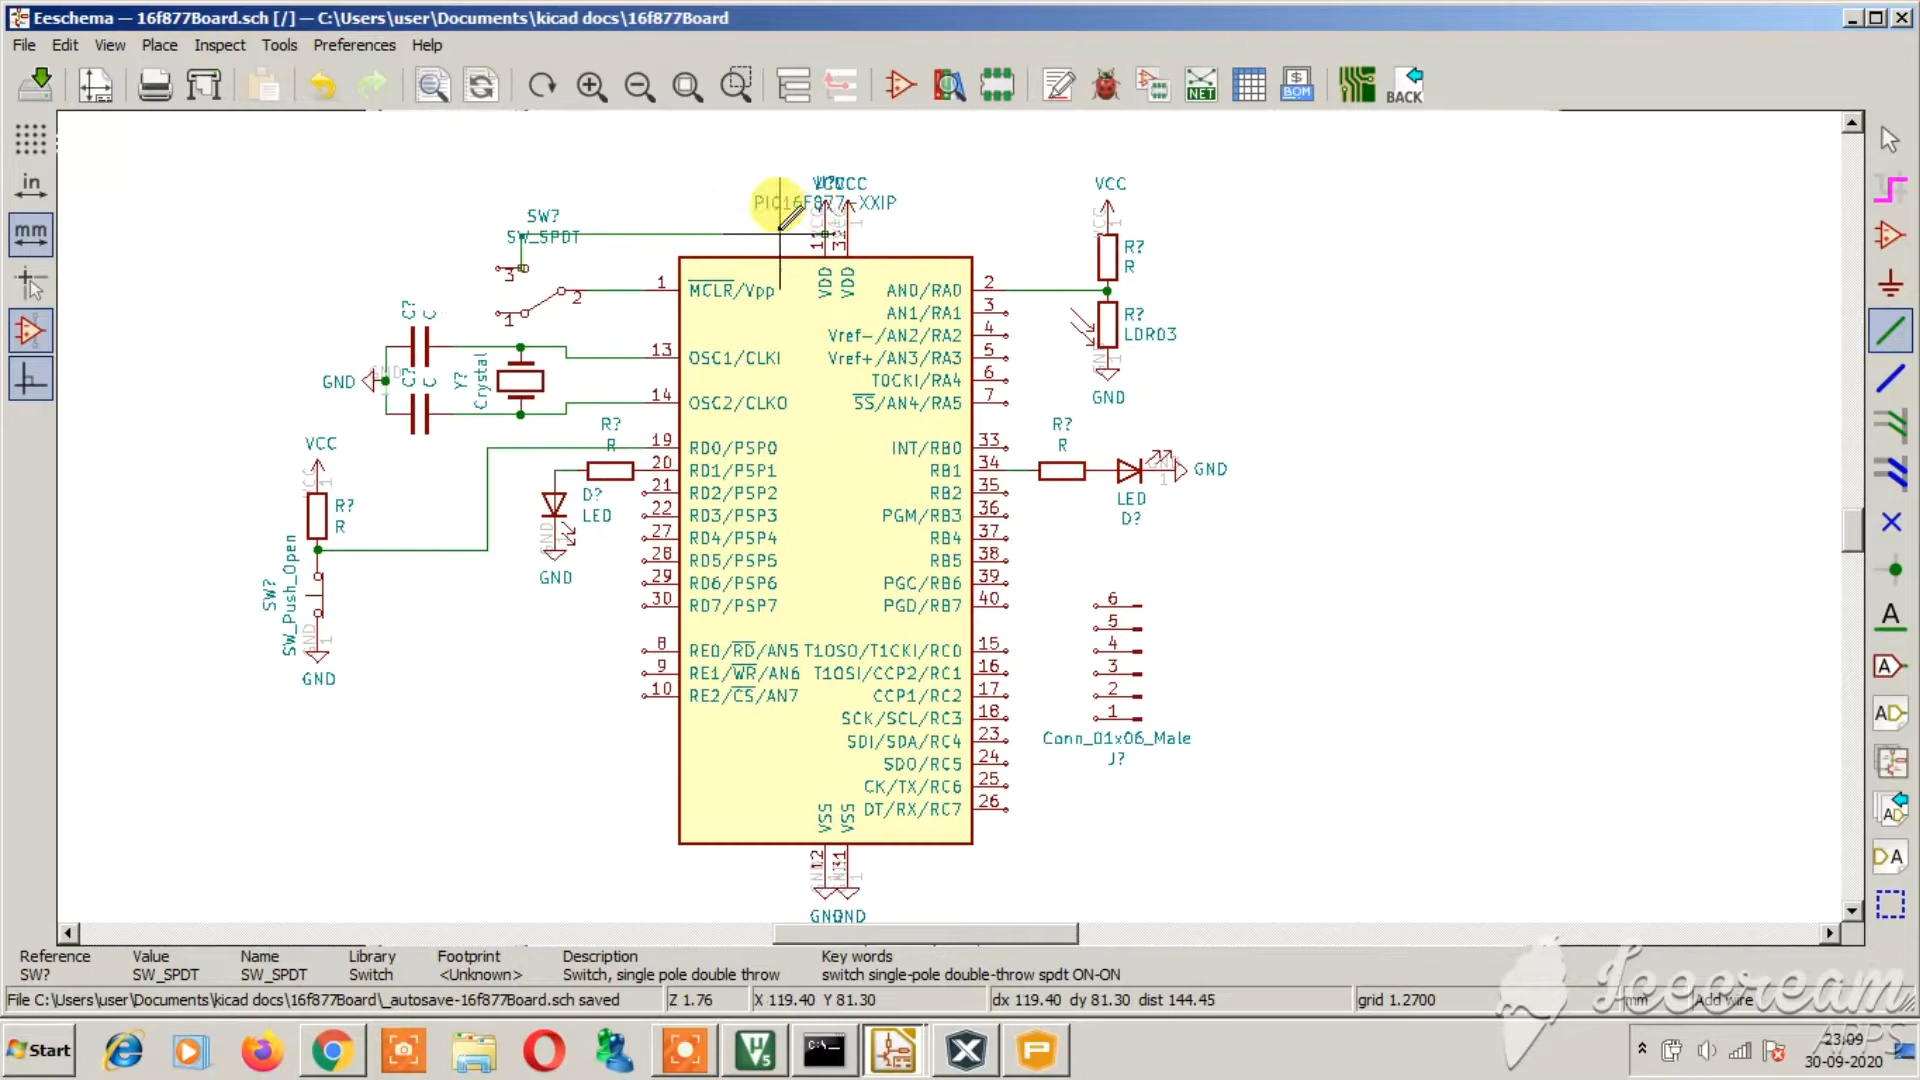 Eeschema — 16f877Board.sch [/] — C:\Users\user\Documents\kicad docs\16f877Board
File Edit View Place Inspect Tools Preferences Help
NET
BOM
BACK
in
mm
VCC
PIC16F877-XXIP
SW?
SW_SPDT
3
2
1
1 MCLR/Vpp
13 OSC1/CLKI
14 OSC2/CLKO
19 RD0/PSP0
20 RD1/PSP1
21 RD2/PSP2
22 RD3/PSP3
27 RD4/PSP4
28 RD5/PSP5
29 RD6/PSP6
30 RD7/PSP7
8 RE0/RD/AN5
9 RE1/WR/AN6
10 RE2/CS/AN7
VDD
VDD
AN0/RA0 2
AN1/RA1 3
Vref-/AN2/RA2 4
Vref+/AN3/RA3 5
T0CKI/RA4 6
SS/AN4/RA5 7
INT/RB0 33
RB1 34
RB2 35
PGM/RB3 36
RB4 37
RB5 38
PGC/RB6 39
PGD/RB7 40
T1OSO/T1CKI/RC0 15
T1OSI/CCP2/RC1 16
CCP1/RC2 17
SCK/SCL/RC3 18
SDI/SDA/RC4 23
SDO/RC5 24
CK/TX/RC6 25
DT/RX/RC7 26
VSS
VSS
12
31
C?
C
C?
C
Y?
Crystal
GND
VCC
R?
R
SW?
SW_Push_Open
GND
R?
R
D?
LED
GND
VCC
R?
R
R?
LDR03
GND
R?
R
LED
D?
GND
6
5
4
3
2
1
Conn_01x06_Male
J?
Reference Value Name Library Footprint Description Key words
SW? SW_SPDT SW_SPDT Switch <Unknown> Switch, single pole double throw switch single-pole double-throw spdt ON-ON
File C:\Users\user\Documents\kicad docs\16f877Board\_autosave-16f877Board.sch saved Z 1.76 X 119.40 Y 81.30 dx 119.40 dy 81.30 dist 144.45 grid 1.2700 mm Add wire
Icecream
APPS
Start
23:09
30-09-2020